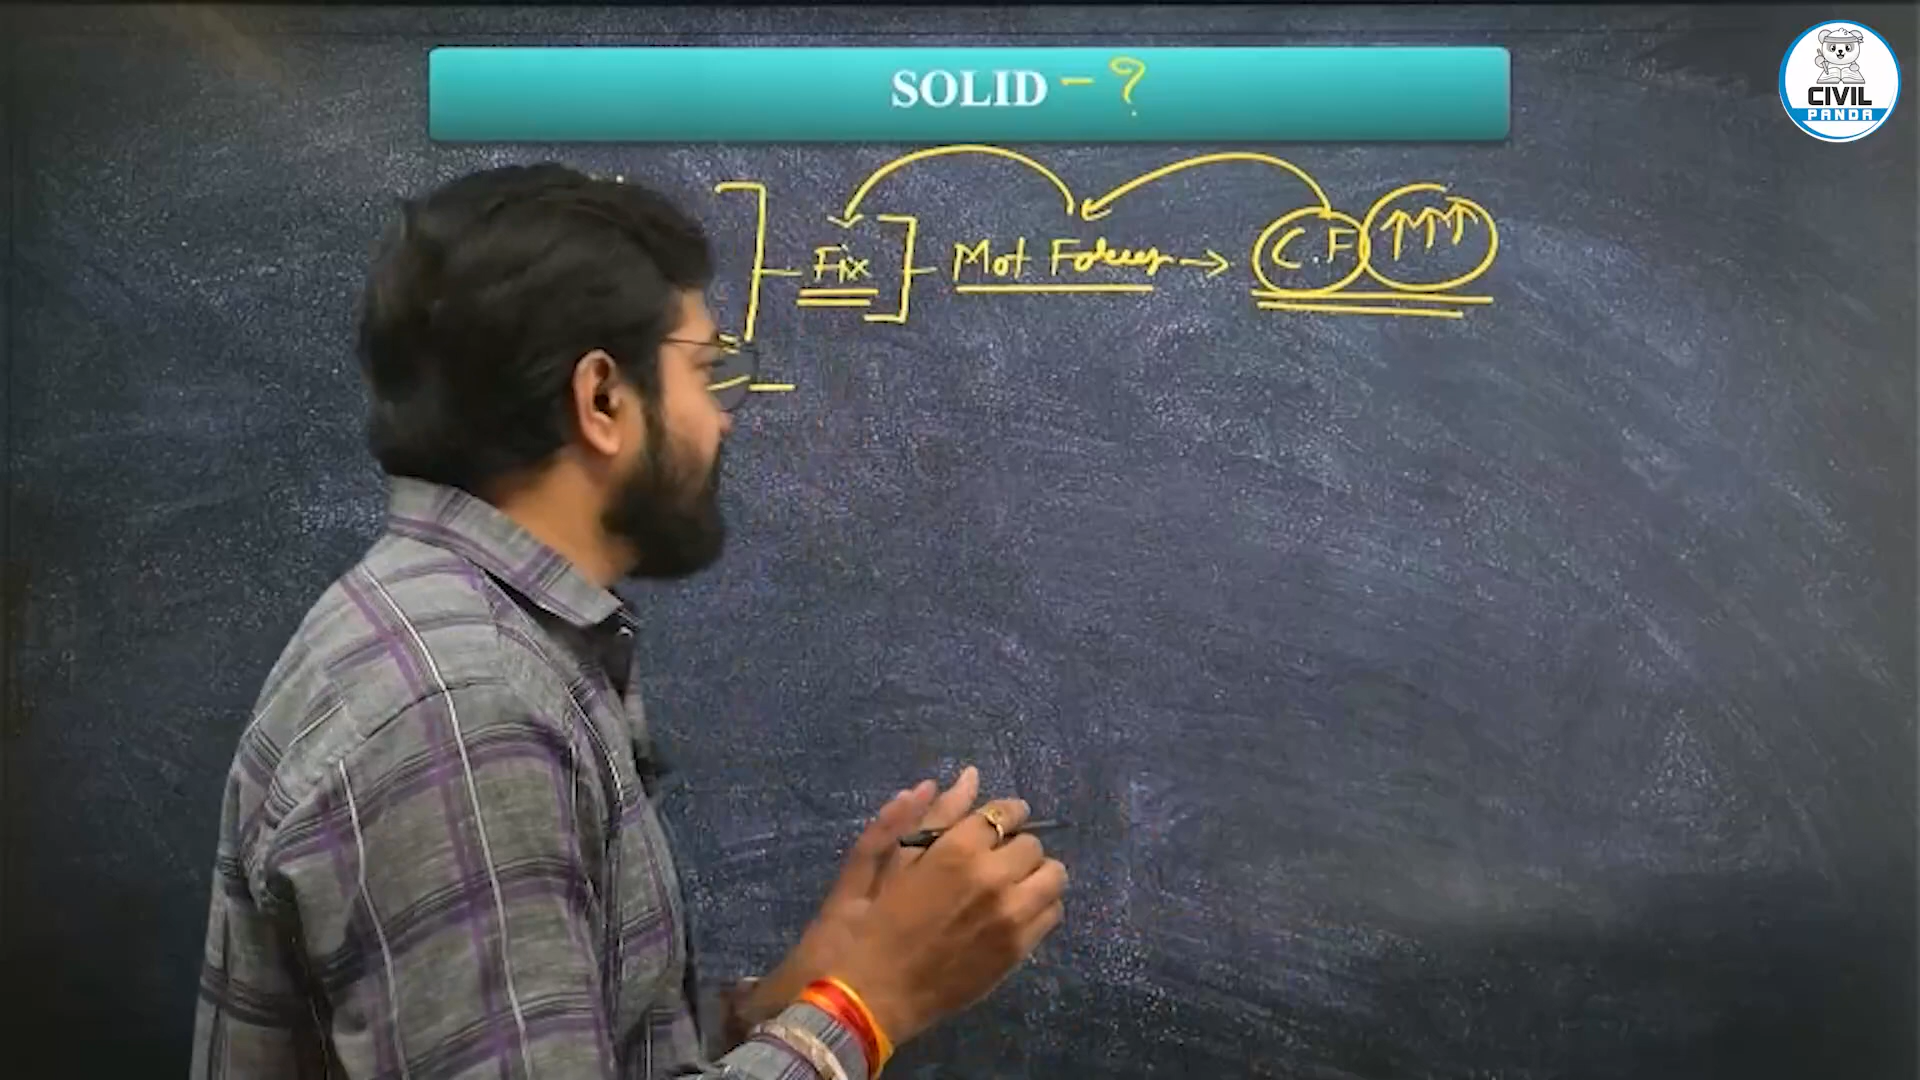 SOLID - ?
CIVIL
PANDA
Fix Mol Forces → C.F ↑↑↑